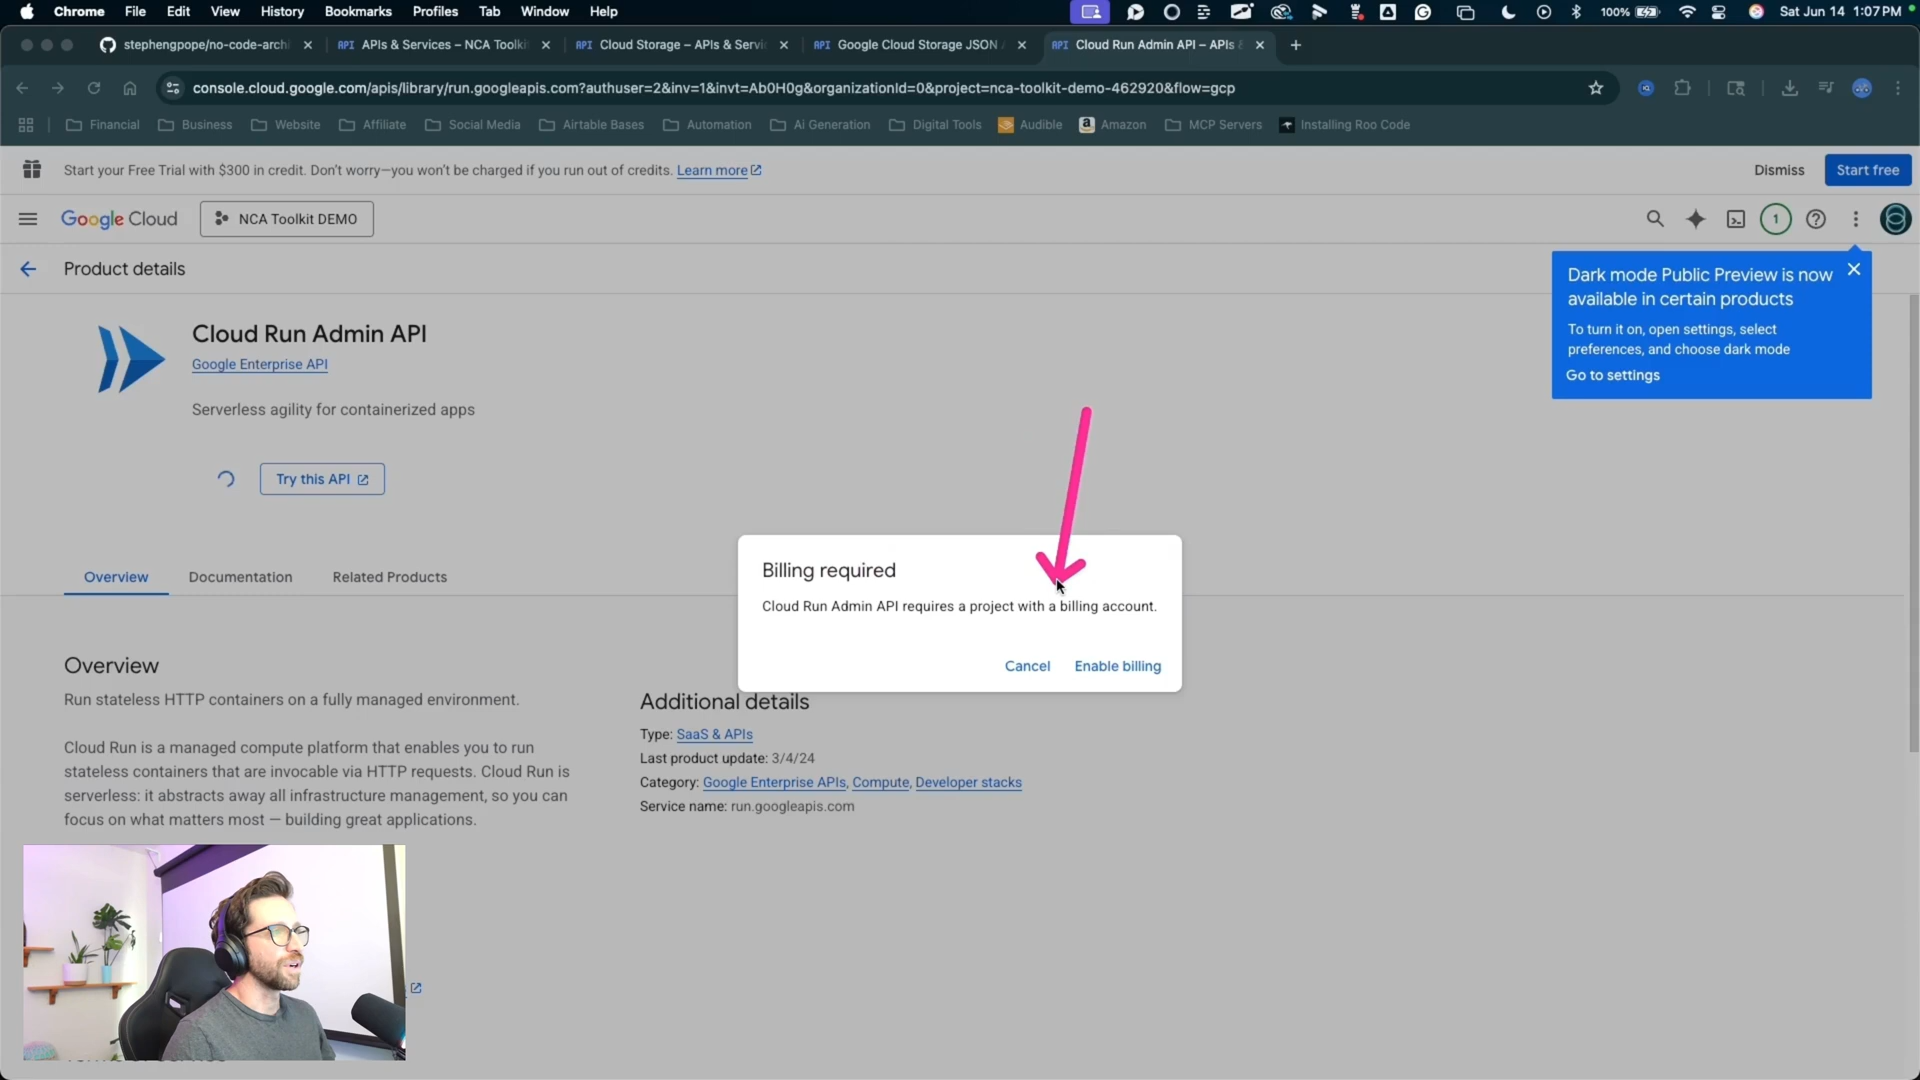 Chrome File Edit View History Bookmarks Profiles Tab Window Help 100% Sat Jun 14 1:07 PM
stephengpope/no-code-archi API APIs & Services – NCA Toolki API Cloud Storage – APIs & Servic API Google Cloud Storage JSON A API Cloud Run Admin API – APIs &
console.cloud.google.com/apis/library/run.googleapis.com?authuser=2&inv=1&invt=Ab0H0g&organizationId=0&project=nca-toolkit-demo-462920&flow=gcp
Financial Business Website Affiliate Social Media Airtable Bases Automation Ai Generation Digital Tools Audible Amazon MCP Servers Installing Roo Code
Start your Free Trial with $300 in credit. Don't worry—you won't be charged if you run out of credits. Learn more Dismiss Start free
Google Cloud NCA Toolkit DEMO 1
Product details
Dark mode Public Preview is now
available in certain products
To turn it on, open settings, select
preferences, and choose dark mode
Go to settings
Cloud Run Admin API
Google Enterprise API
Serverless agility for containerized apps
Try this API
Billing required
Cloud Run Admin API requires a project with a billing account.
Cancel Enable billing
Overview Documentation Related Products
Overview
Run stateless HTTP containers on a fully managed environment.
Cloud Run is a managed compute platform that enables you to run
stateless containers that are invocable via HTTP requests. Cloud Run is
serverless: it abstracts away all infrastructure management, so you can
focus on what matters most — building great applications.
Additional details
Type: SaaS & APIs
Last product update: 3/4/24
Category: Google Enterprise APIs, Compute, Developer stacks
Service name: run.googleapis.com